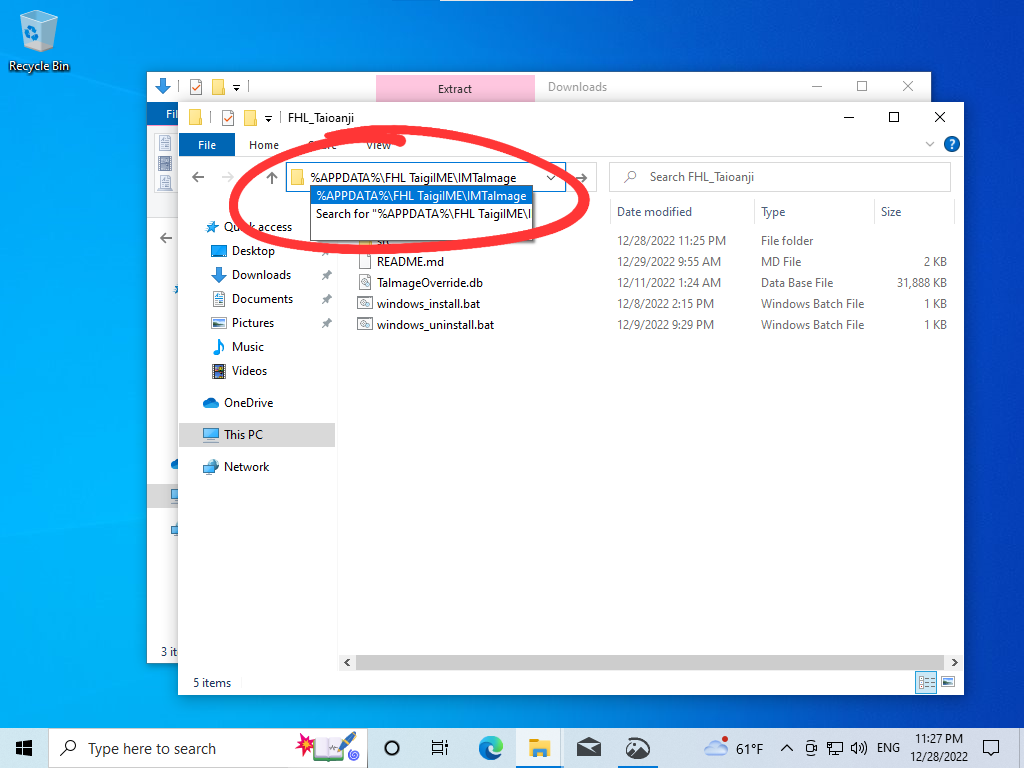 Recycle Bin
Extract
Downloads
Fil
FHL_Taioanji
File
Home
View
%APPDATA%\FHL TaigiIME\IMTaImage
Search FHL_Taioanji
%APPDATA%\FHL TaigiIME\IMTaImage
Search for "%APPDATA%\FHL TaigiIME\I
Date modified
Type
Size
Quick access
Desktop
Downloads
Documents
Pictures
Music
Videos
OneDrive
This PC
Network
src
12/28/2022 11:25 PM
File folder
README.md
12/29/2022 9:55 AM
MD File
2 KB
TaImageOverride.db
12/11/2022 1:24 AM
Data Base File
31,888 KB
windows_install.bat
12/8/2022 2:15 PM
Windows Batch File
1 KB
windows_uninstall.bat
12/9/2022 9:29 PM
Windows Batch File
1 KB
3 it
5 items
Type here to search
61°F
ENG
11:27 PM
12/28/2022